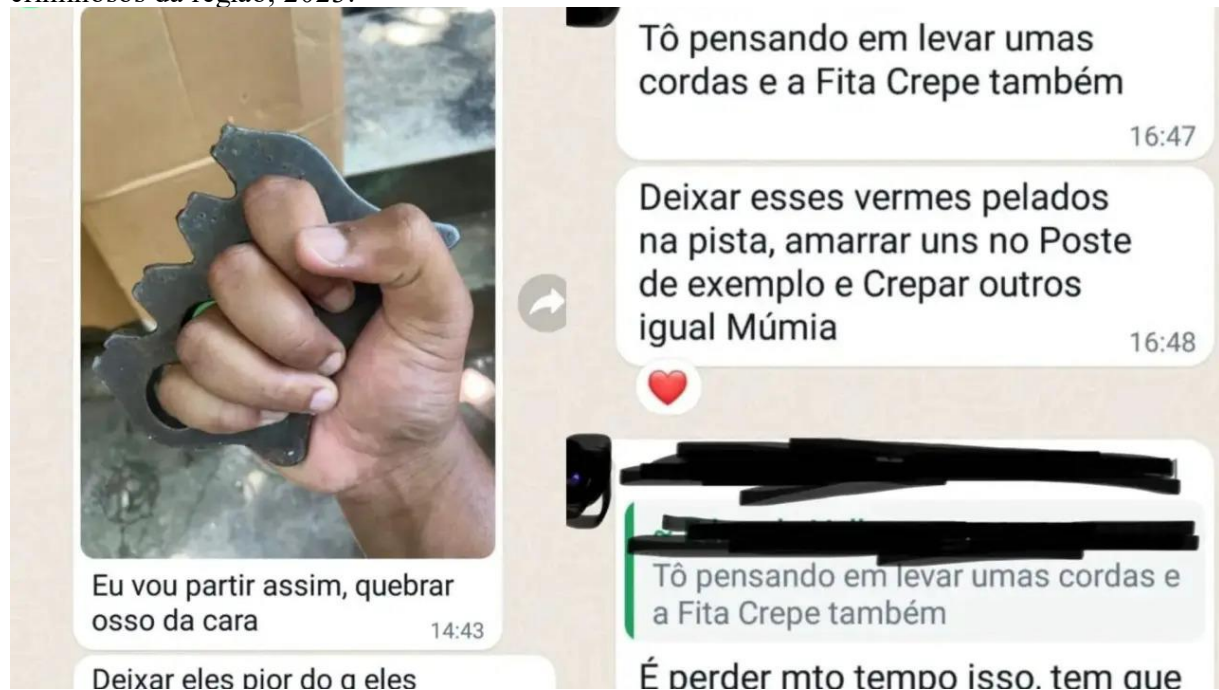 criminosos da região, 2023.
Eu vou partir assim, quebrar
osso da cara
14:43
Deixar eles pior do q eles
Tô pensando em levar umas
cordas e a Fita Crepe também
16:47
Deixar esses vermes pelados
na pista, amarrar uns no Poste
de exemplo e Crepar outros
igual Múmia
16:48
Tô pensando em levar umas cordas e
a Fita Crepe também
É perder mto tempo isso, tem que